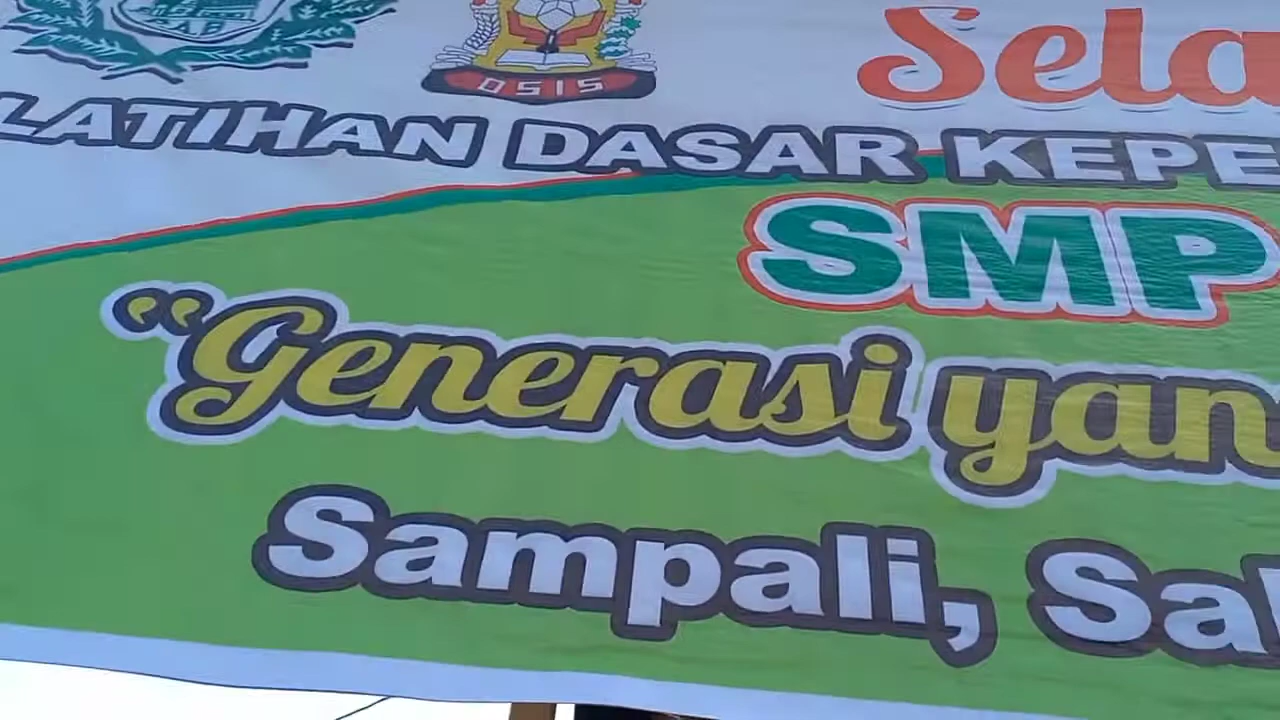 OSIS
Sela
LATIHAN DASAR KEPE
SMP
“Generasi yan
Sampali, Sa